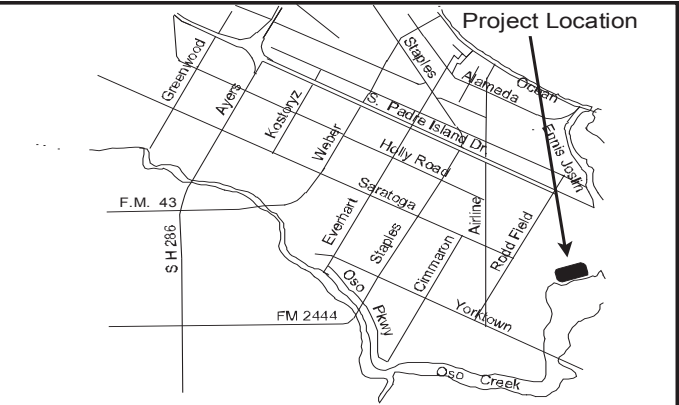 Project Location
Staples
Greenwood
Alameda
Ocean
Ayers
Kostoryz
S. Padre Island Dr
Ennis Joslin
Weber
Holly Road
Saratoga
F.M. 43
Airline
Everhart
Staples
Rodd Field
Cimmaron
S H 286
Oso
Pkwy
Yorktown
FM 2444
Oso Creek